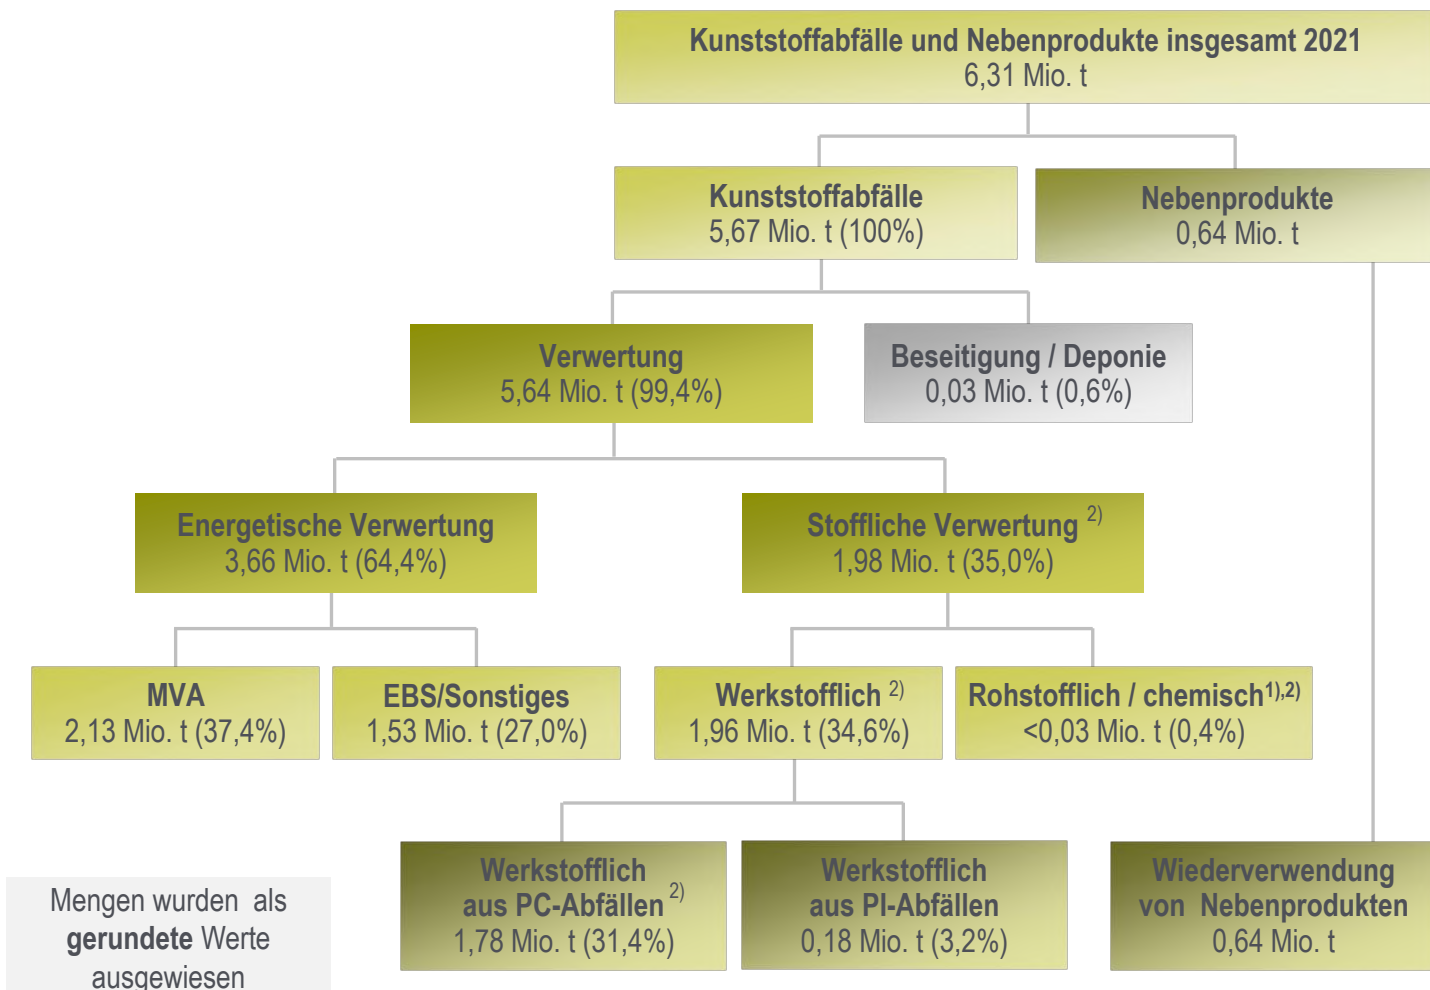 Kunststoffabfälle und Nebenprodukte insgesamt 2021
6,31 Mio. t
Kunststoffabfälle
5,67 Mio. t (100%)
Nebenprodukte
0,64 Mio. t
Verwertung
5,64 Mio. t (99,4%)
Beseitigung / Deponie
0,03 Mio. t (0,6%)
Energetische Verwertung
3,66 Mio. t (64,4%)
Stoffliche Verwertung 2)
1,98 Mio. t (35,0%)
MVA
2,13 Mio. t (37,4%)
EBS/Sonstiges
1,53 Mio. t (27,0%)
Werkstofflich 2)
1,96 Mio. t (34,6%)
Rohstofflich / chemisch1),2)
<0,03 Mio. t (0,4%)
Werkstofflich
aus PC-Abfällen 2)
1,78 Mio. t (31,4%)
Werkstofflich
aus PI-Abfällen
0,18 Mio. t (3,2%)
Wiederverwendung
von Nebenprodukten
0,64 Mio. t
Mengen wurden als
gerundete Werte
ausgewiesen